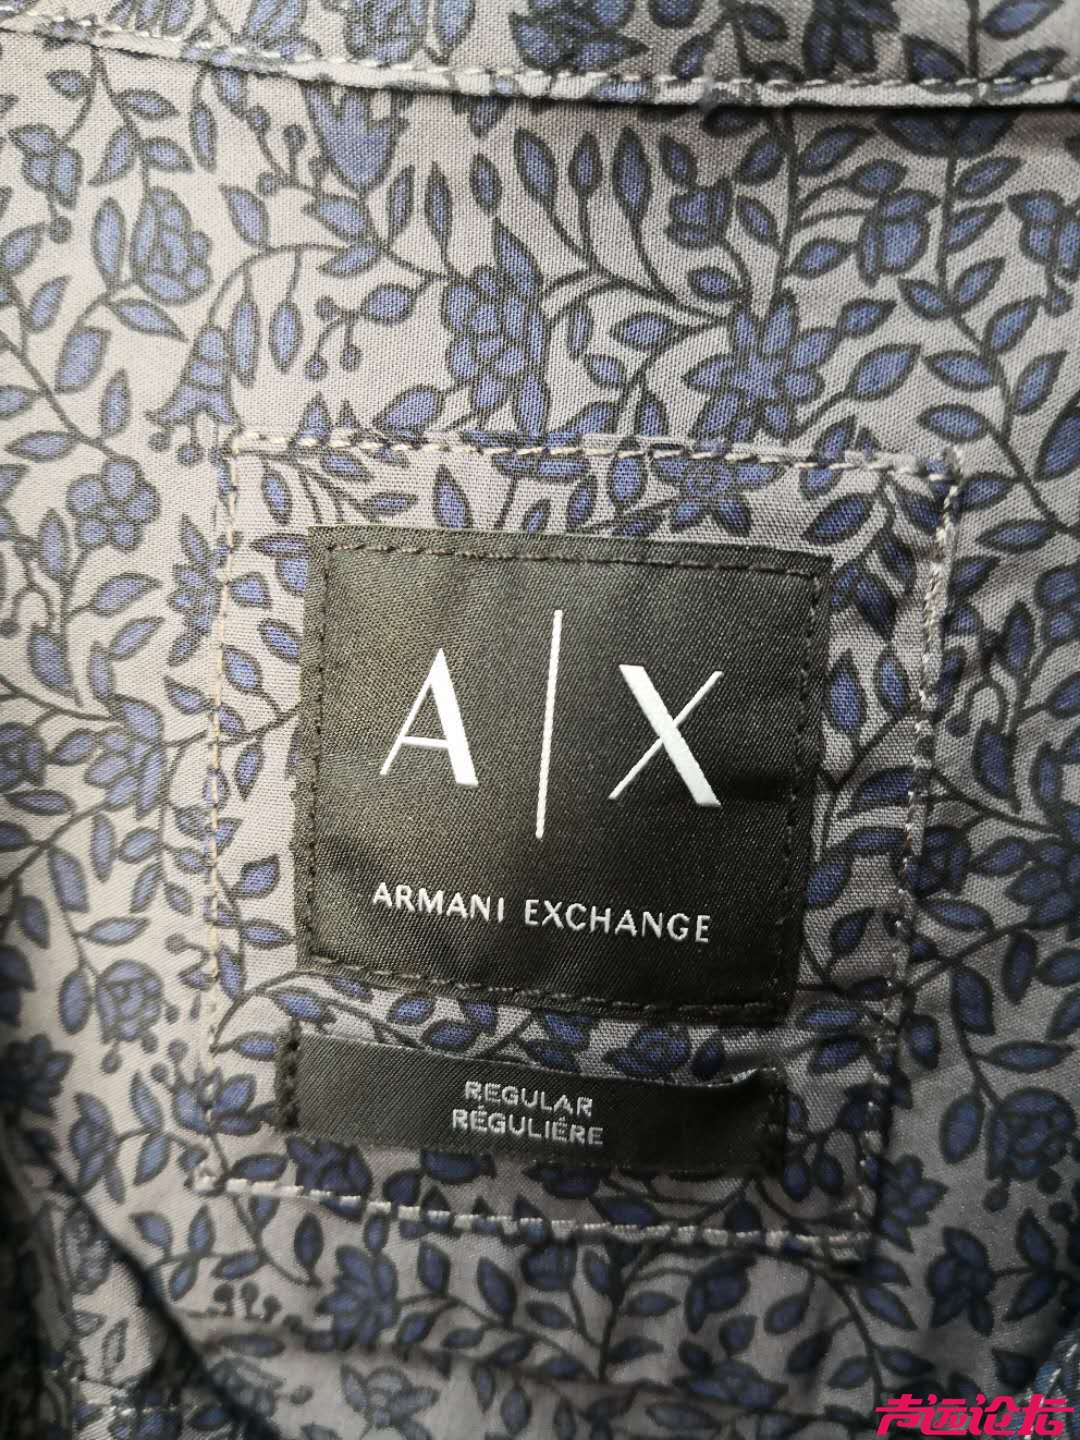 A|X
ARMANI EXCHANGE
REGULAR
RÉGULIÈRE
声远论坛